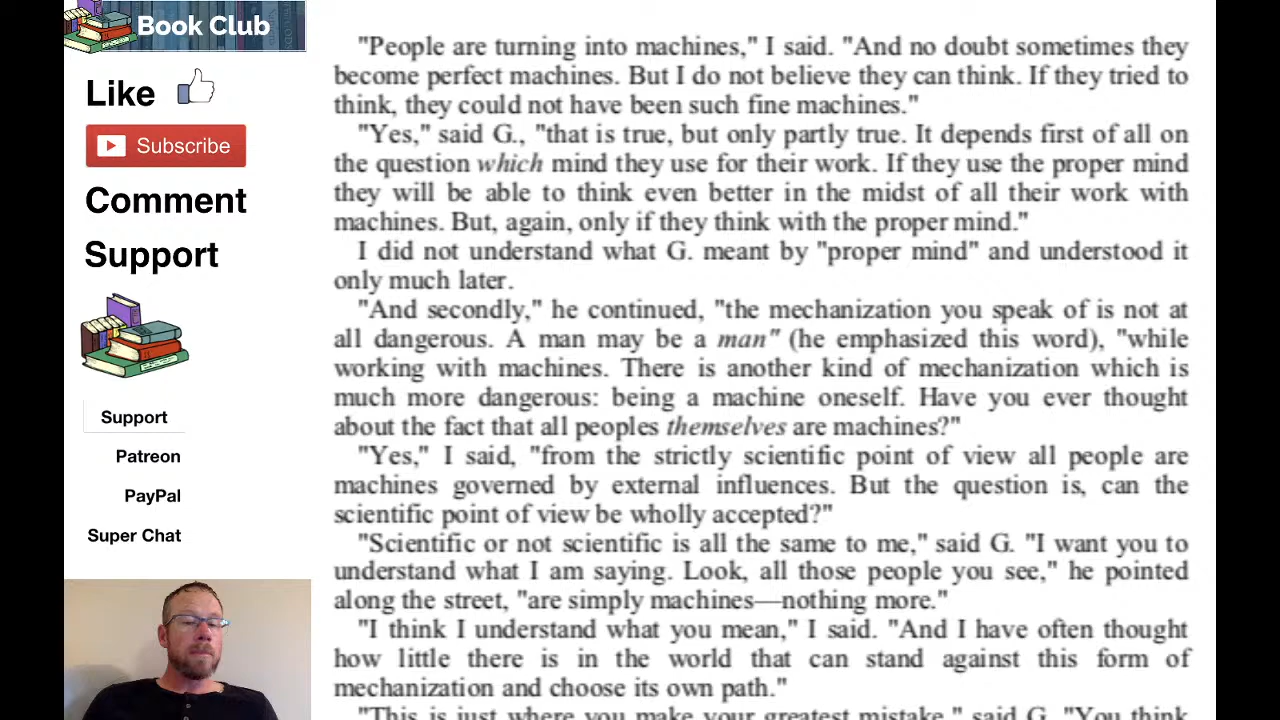 Book Club
Like
Subscribe
Comment
Support
Support
Patreon
PayPal
Super Chat
"People are turning into machines," I said. "And no doubt sometimes they
become perfect machines. But I do not believe they can think. If they tried to
think, they could not have been such fine machines."
"Yes," said G., "that is true, but only partly true. It depends first of all on
the question which mind they use for their work. If they use the proper mind
they will be able to think even better in the midst of all their work with
machines. But, again, only if they think with the proper mind."
I did not understand what G. meant by "proper mind" and understood it
only much later.
"And secondly," he continued, "the mechanization you speak of is not at
all dangerous. A man may be a man" (he emphasized this word), "while
working with machines. There is another kind of mechanization which is
much more dangerous: being a machine oneself. Have you ever thought
about the fact that all peoples themselves are machines?"
"Yes," I said, "from the strictly scientific point of view all people are
machines governed by external influences. But the question is, can the
scientific point of view be wholly accepted?"
"Scientific or not scientific is all the same to me," said G. "I want you to
understand what I am saying. Look, all those people you see," he pointed
along the street, "are simply machines—nothing more."
"I think I understand what you mean," I said. "And I have often thought
how little there is in the world that can stand against this form of
mechanization and choose its own path."
"This is just where you make your greatest mistake," said G. "You think